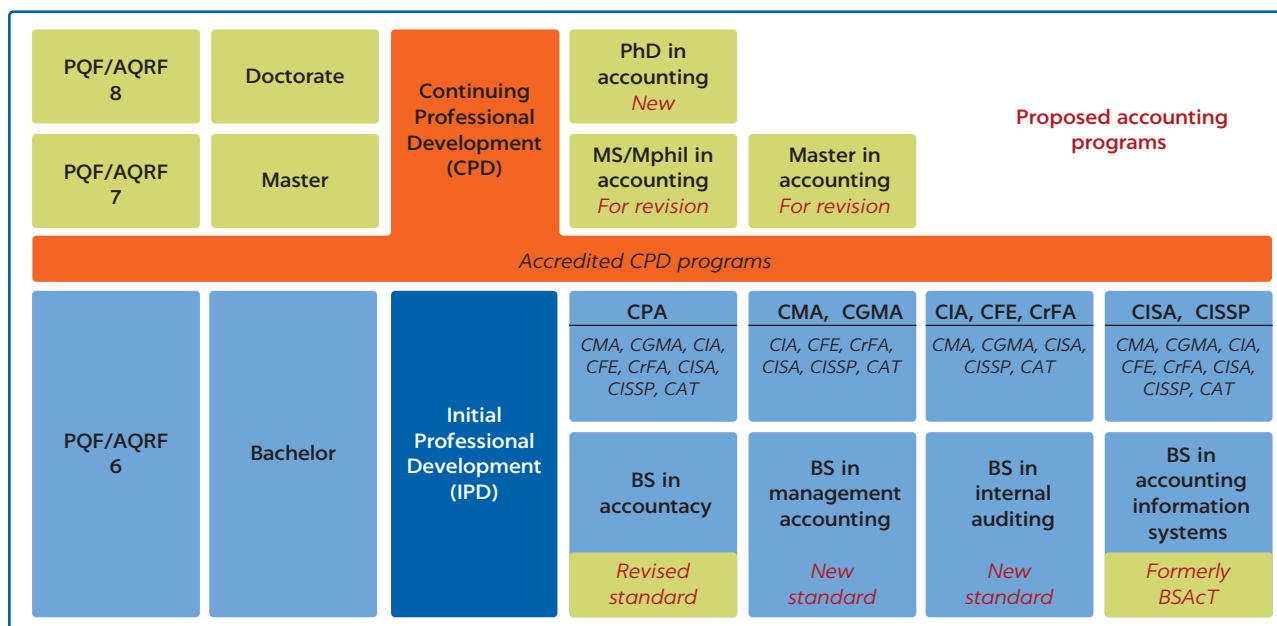 PQF/AQRF
8
Doctorate
Continuing
Professional
Development
(CPD)
PhD in
accounting
New
Proposed accounting
programs
PQF/AQRF
7
Master
MS/Mphil in
accounting
For revision
Master in
accounting
For revision
Accredited CPD programs
PQF/AQRF
6
Bachelor
Initial
Professional
Development
(IPD)
CPA
CMA, CGMA, CIA,
CFE, CrFA, CISA,
CISSP, CAT
BS in
accountacy
Revised
standard
CMA, CGMA
CIA, CFE, CrFA,
CISA, CISSP, CAT
BS in
management
accounting
New
standard
CIA, CFE, CrFA
CMA, CGMA, CISA,
CISSP, CAT
BS in
internal
auditing
New
standard
CISA, CISSP
CMA, CGMA, CIA,
CFE, CrFA, CISA,
CISSP, CAT
BS in
accounting
information
systems
Formerly
BSAcT